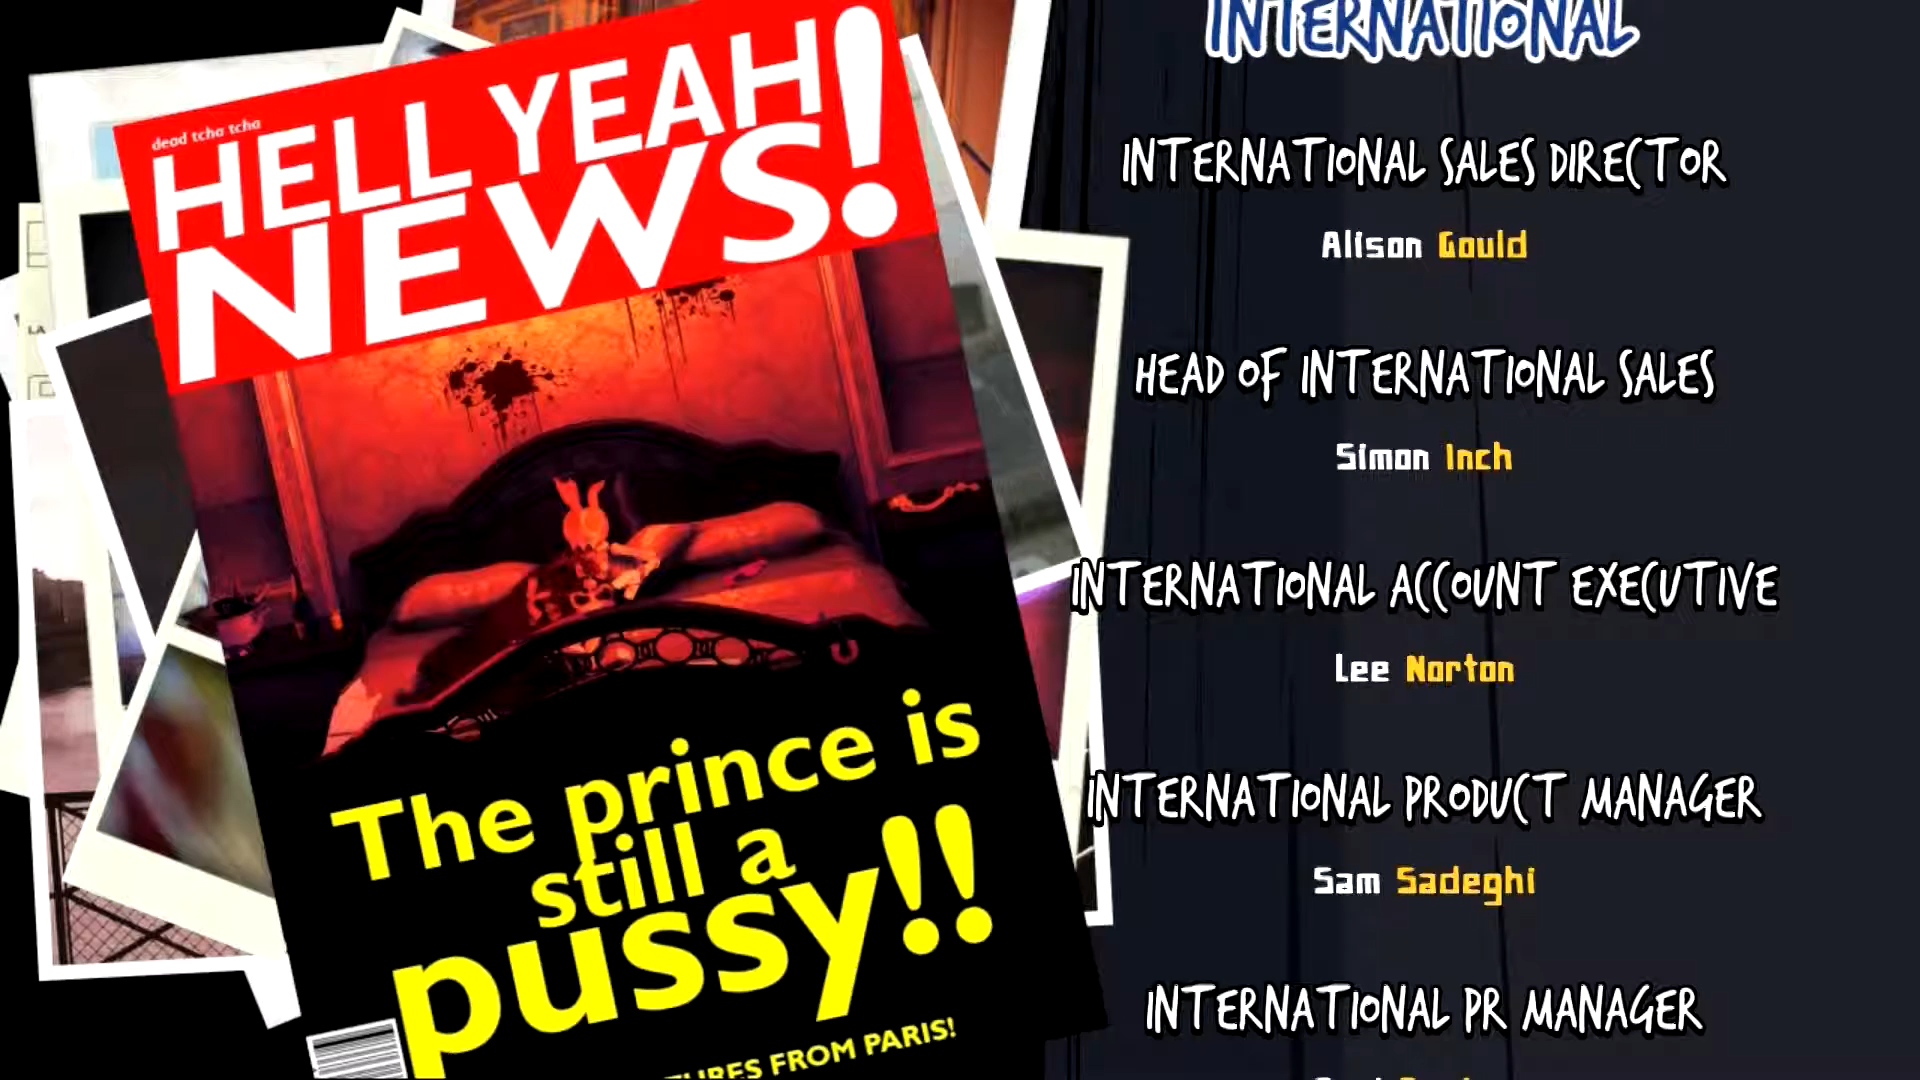 dead tcha tcha
HELL YEAH
NEWS!
The prince is
still a
pussy!!
FROM PARIS!
INTERNATIONAL
INTERNATIONAL SALES DIRECTOR
Alison Gould
HEAD OF INTERNATIONAL SALES
Simon Inch
INTERNATIONAL ACCOUNT EXECUTIVE
Lee Norton
INTERNATIONAL PRODUCT MANAGER
Sam Sadeghi
INTERNATIONAL PR MANAGER